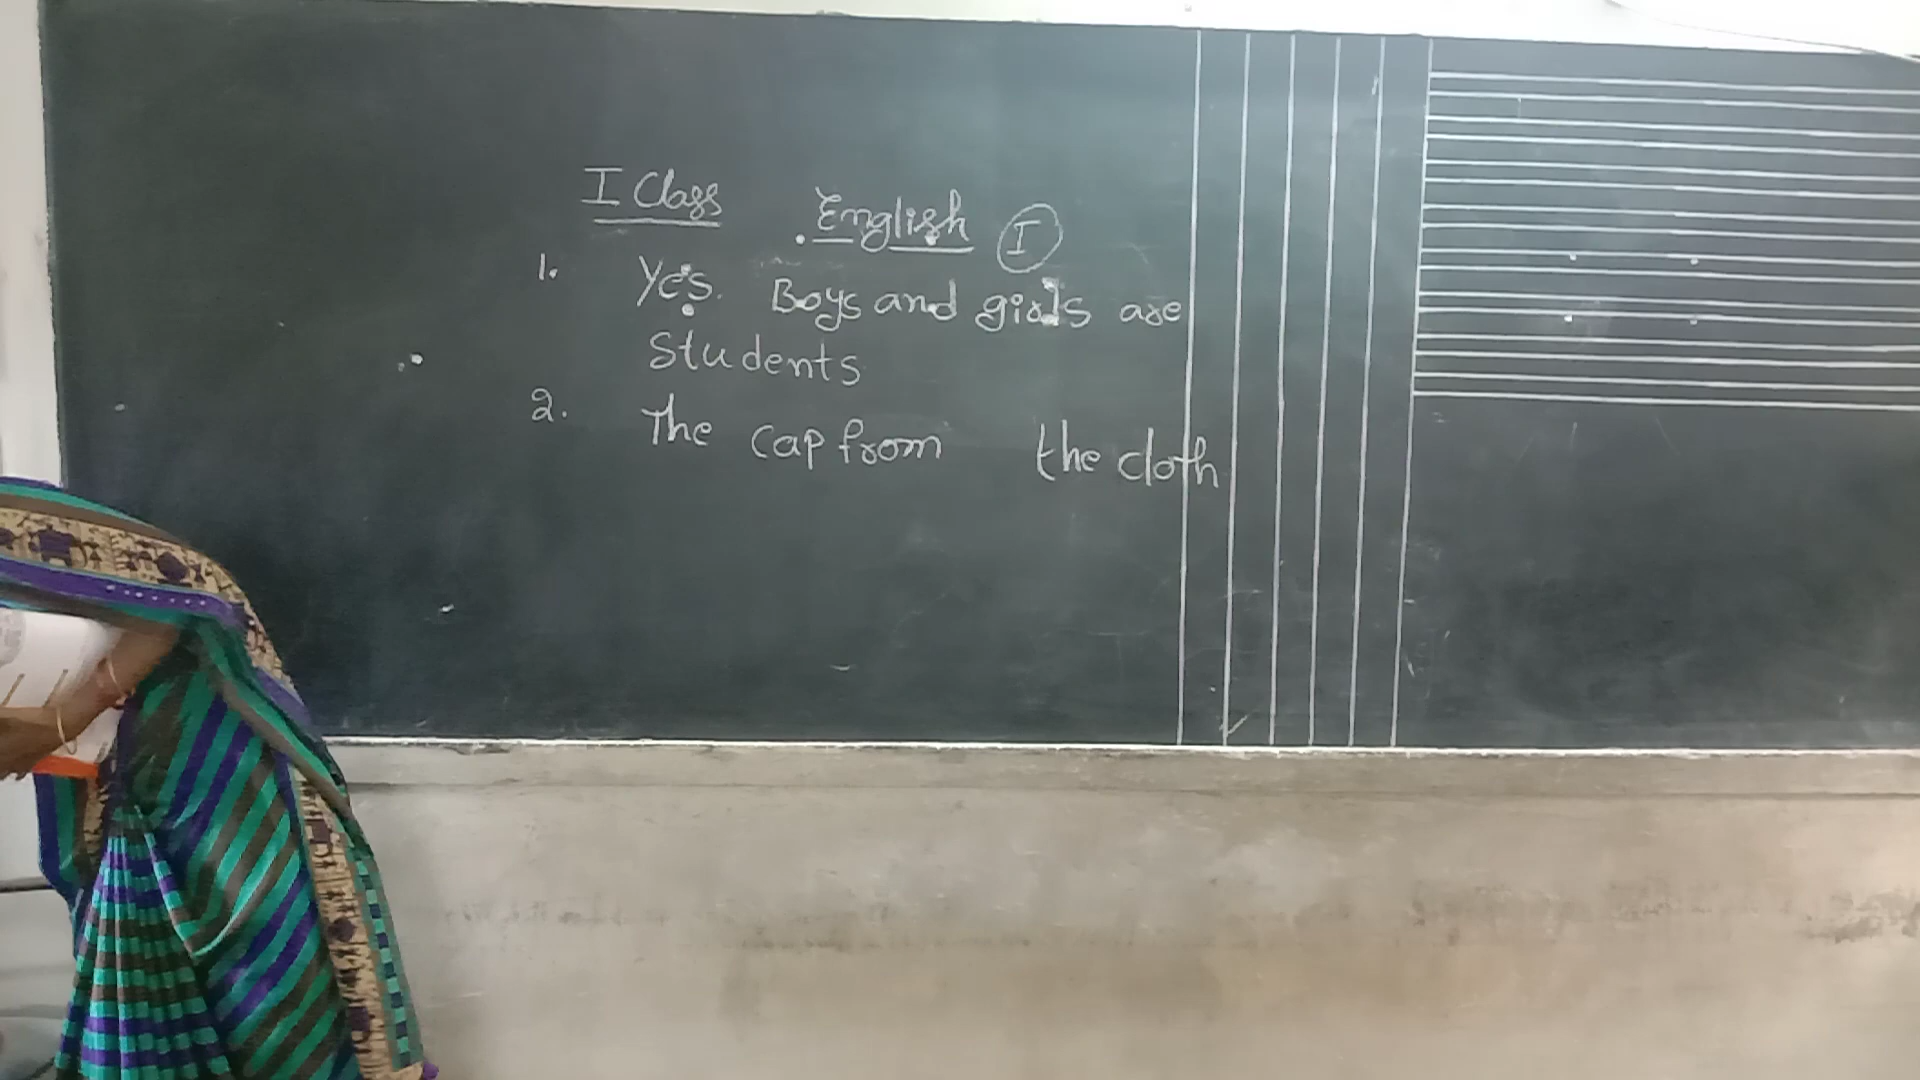 I Class English I
1. Yes. Boys and girls are
Students
2. The cap from the cloth